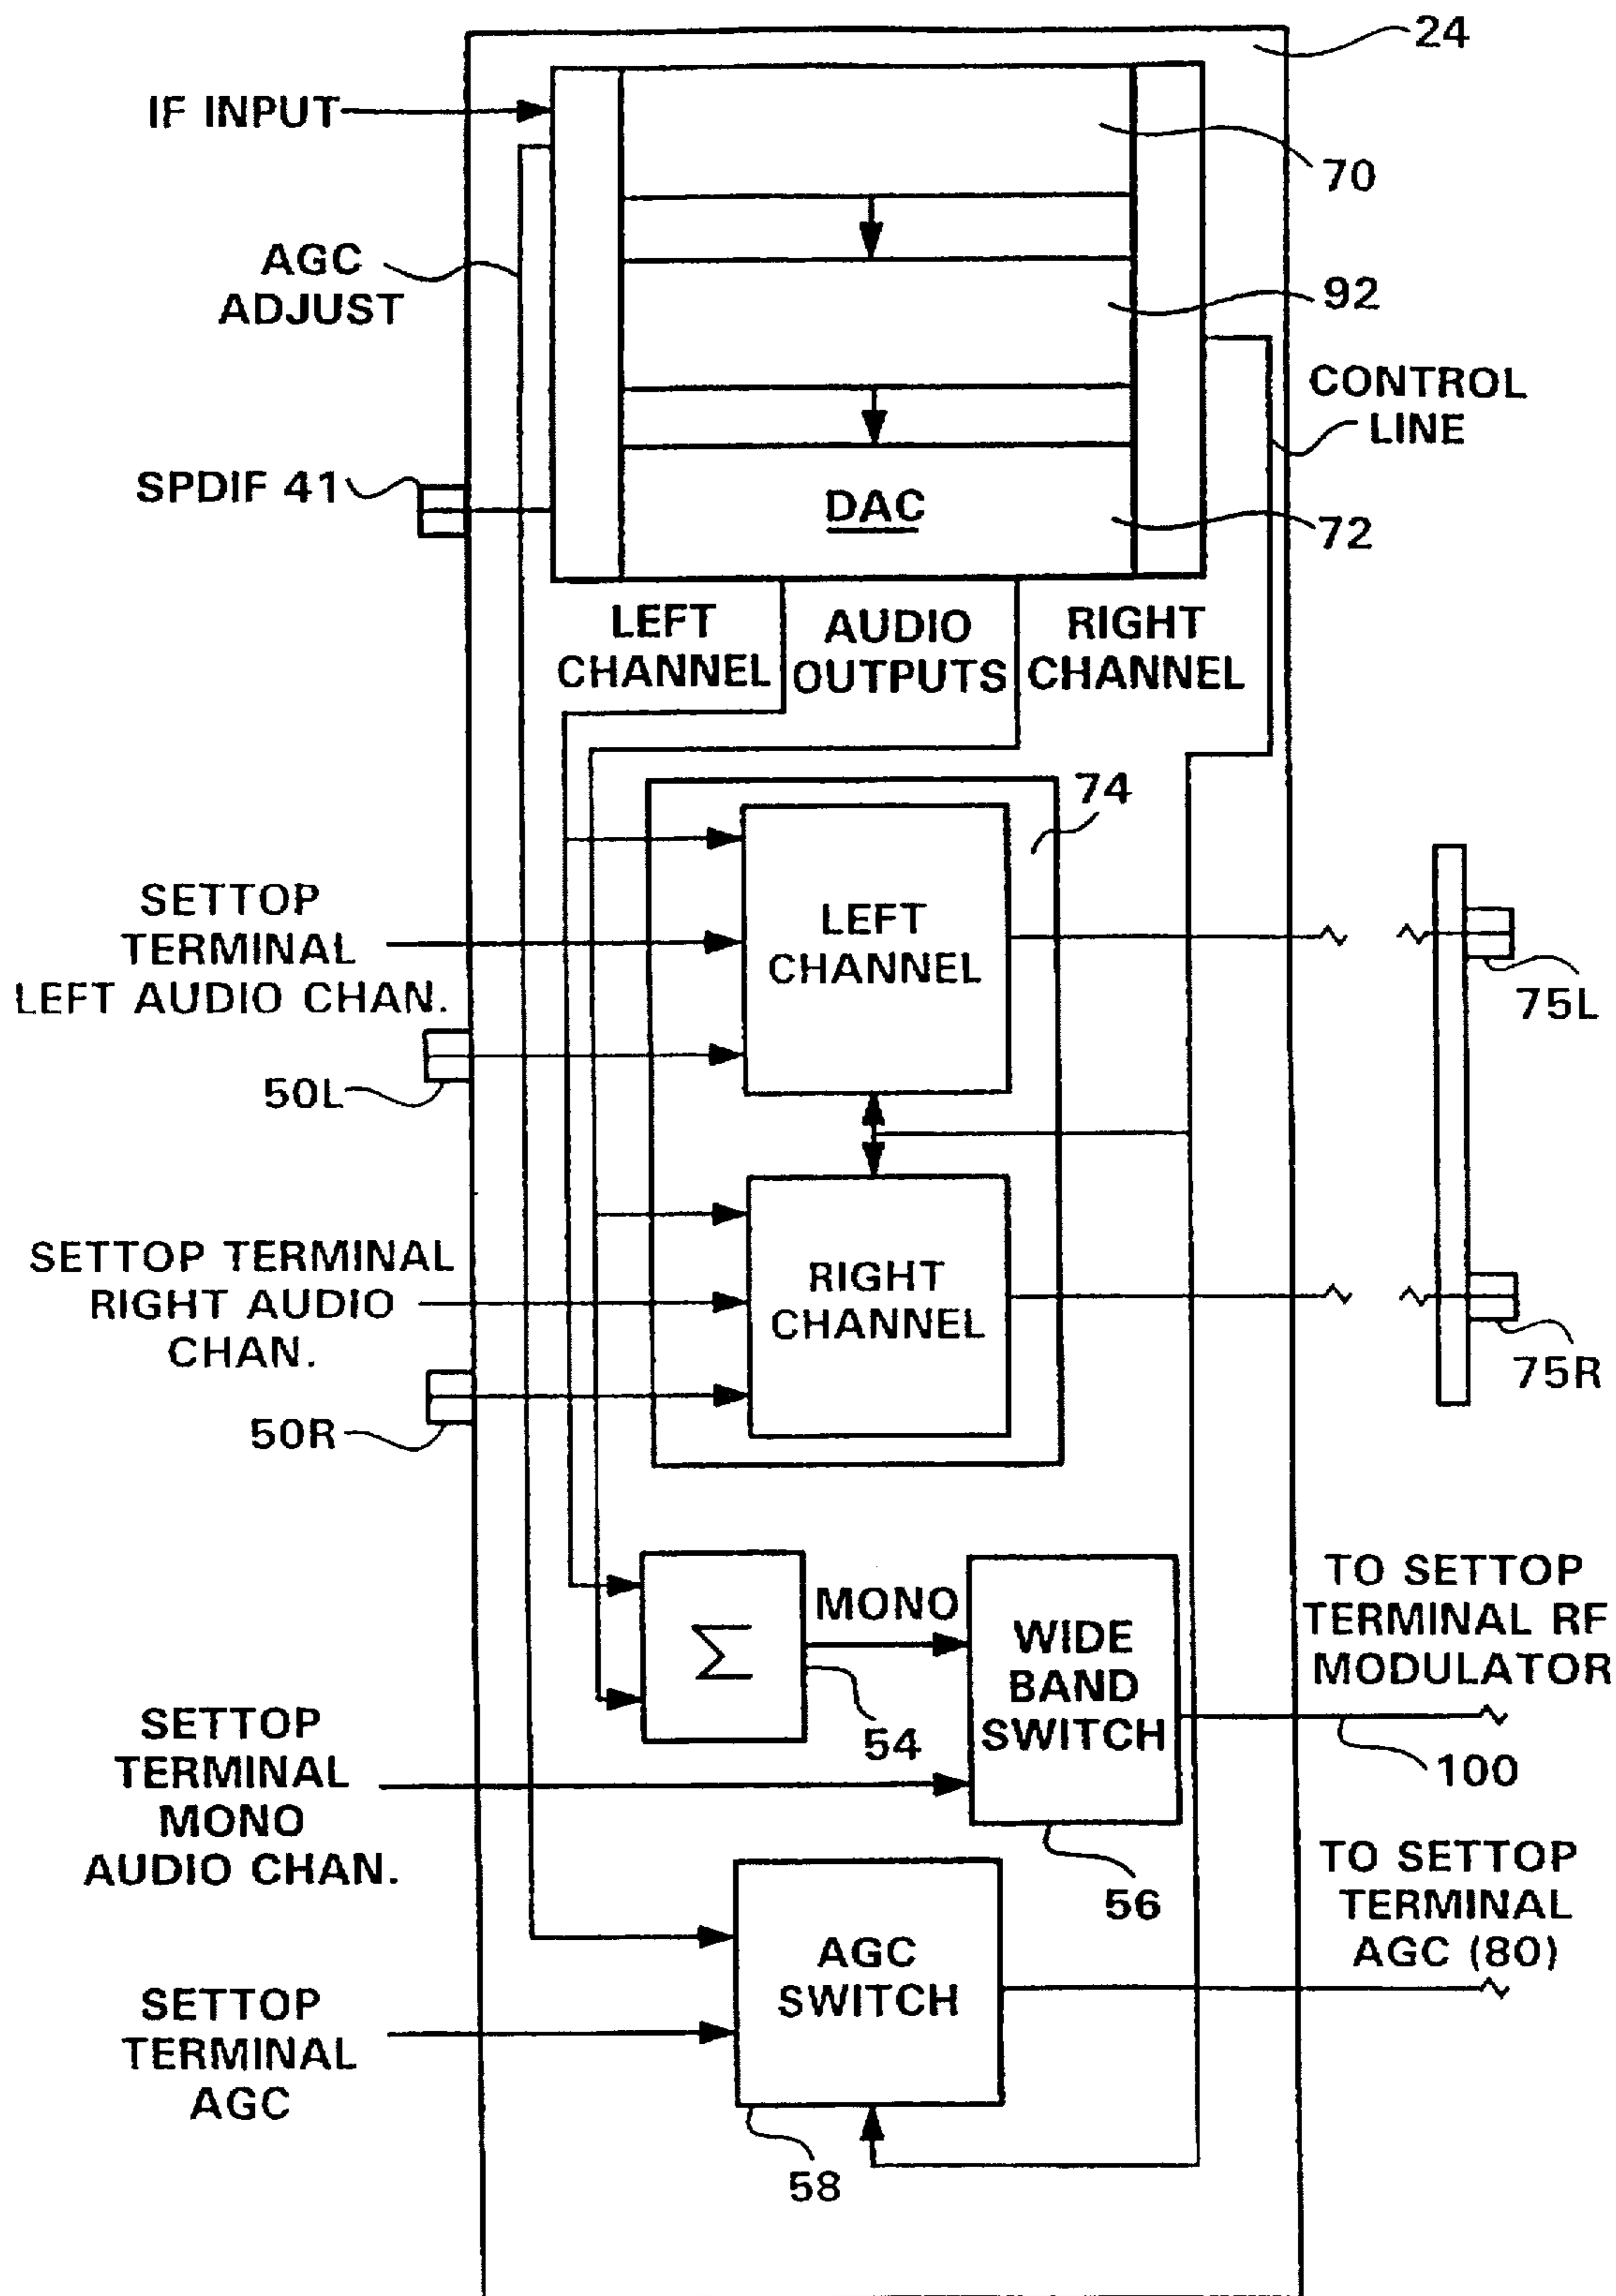 24
IF INPUT
70
AGC
ADJUST
92
CONTROL
LINE
SPDIF 41
DAC
72
LEFT
CHANNEL
AUDIO
OUTPUTS
RIGHT
CHANNEL
74
SETTOP
TERMINAL
LEFT AUDIO CHAN.
LEFT
CHANNEL
75L
50L
SETTOP TERMINAL
RIGHT AUDIO
CHAN.
RIGHT
CHANNEL
75R
50R
Σ
MONO
54
WIDE
BAND
SWITCH
TO SETTOP
TERMINAL RF
MODULATOR
100
SETTOP
TERMINAL
MONO
AUDIO CHAN.
56
AGC
SWITCH
TO SETTOP
TERMINAL
AGC (80)
SETTOP
TERMINAL
AGC
58